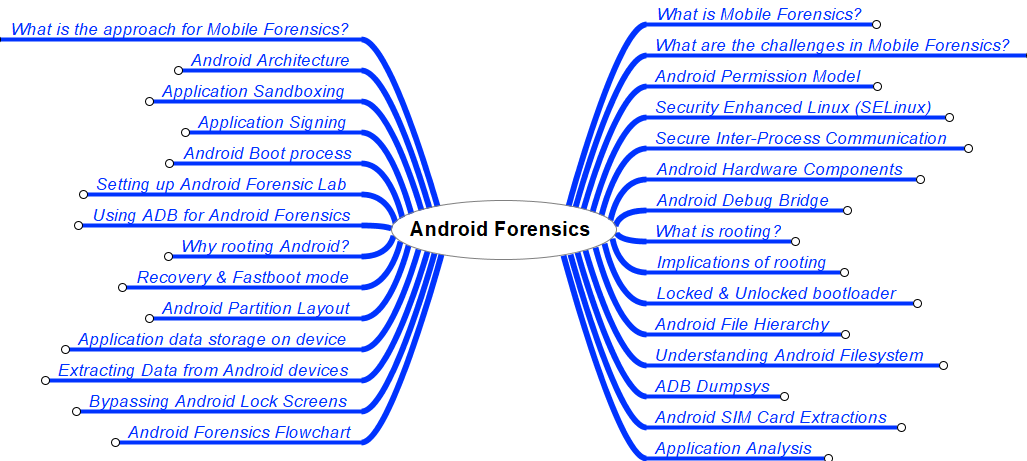 What is the approach for Mobile Forensics?
Android Architecture
Application Sandboxing
Application Signing
Android Boot process
Setting up Android Forensic Lab
Using ADB for Android Forensics
Why rooting Android?
Recovery & Fastboot mode
Android Partition Layout
Application data storage on device
Extracting Data from Android devices
Bypassing Android Lock Screens
Android Forensics Flowchart
Android Forensics
What is Mobile Forensics?
What are the challenges in Mobile Forensics?
Android Permission Model
Security Enhanced Linux (SELinux)
Secure Inter-Process Communication
Android Hardware Components
Android Debug Bridge
What is rooting?
Implications of rooting
Locked & Unlocked bootloader
Android File Hierarchy
Understanding Android Filesystem
ADB Dumpsys
Android SIM Card Extractions
Application Analysis